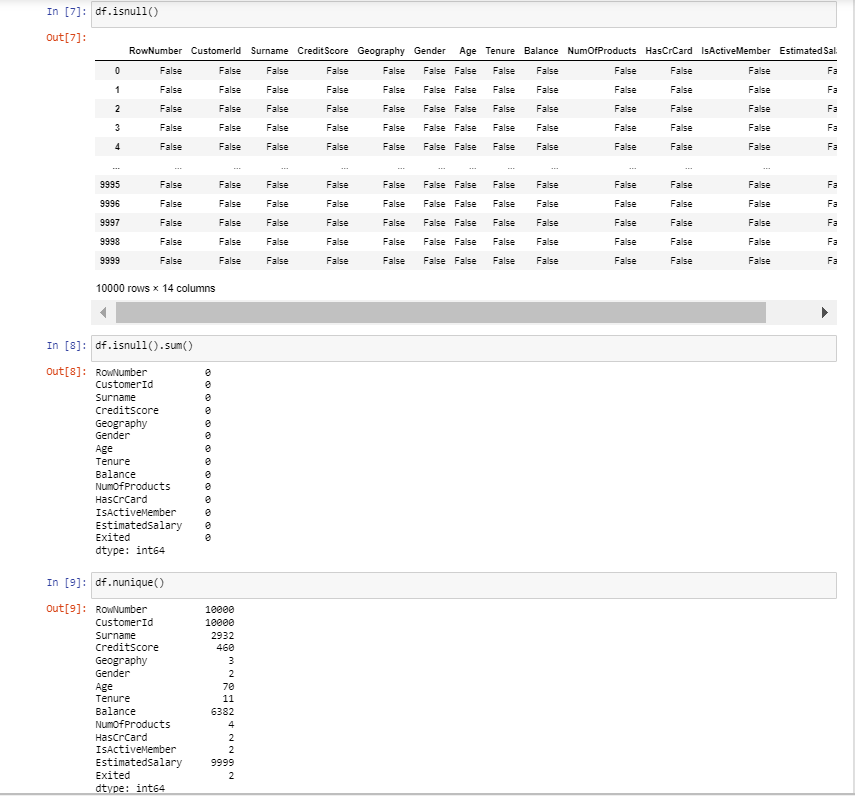 In [7]: df.isnull()
Out[7]:
RowNumber CustomerId Surname CreditScore Geography Gender Age Tenure Balance NumOfProducts HasCrCard IsActiveMember EstimatedSal
0 False False False False False False False False False False False False Fa
1 False False False False False False False False False False False False Fa
2 False False False False False False False False False False False False Fa
3 False False False False False False False False False False False False Fa
4 False False False False False False False False False False False False Fa
... ... ... ... ... ... ... ... ... ... ... ... ...
9995 False False False False False False False False False False False False Fa
9996 False False False False False False False False False False False False Fa
9997 False False False False False False False False False False False False Fa
9998 False False False False False False False False False False False False Fa
9999 False False False False False False False False False False False False Fa
10000 rows × 14 columns
In [8]: df.isnull().sum()
Out[8]: RowNumber 0
CustomerId 0
Surname 0
CreditScore 0
Geography 0
Gender 0
Age 0
Tenure 0
Balance 0
NumOfProducts 0
HasCrCard 0
IsActiveMember 0
EstimatedSalary 0
Exited 0
dtype: int64
In [9]: df.nunique()
Out[9]: RowNumber 10000
CustomerId 10000
Surname 2932
CreditScore 460
Geography 3
Gender 2
Age 70
Tenure 11
Balance 6382
NumOfProducts 4
HasCrCard 2
IsActiveMember 2
EstimatedSalary 9999
Exited 2
dtype: int64